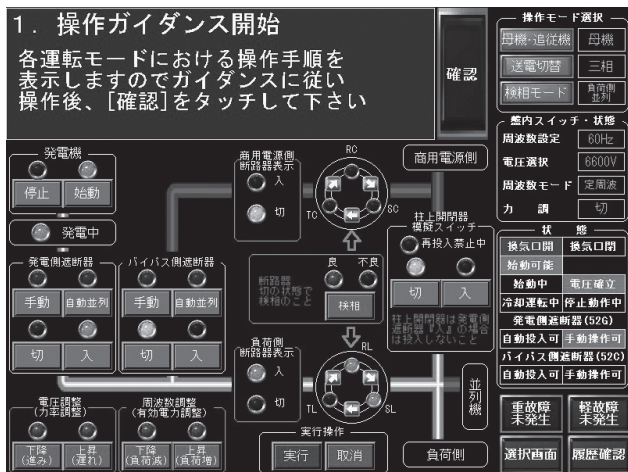 1．操作ガイダンス開始
各運転モードにおける操作手順を
表示しますのでガイダンスに従い
操作後、[確認]をタッチして下さい
確認
操作モード選択
母機・追従機 母機
送電切替 三相
検相モード 負荷側
並列
盤内スイッチ・状態
周波数設定 60Hz
電圧選択 6600V
周波数モード 定周波
力 調 切
状 態
換気口開 換気口閉
始動可能
始動中 電圧確立
冷却運転中 停止動作中
発電側遮断器(52G)
自動投入可 手動操作可
バイパス側遮断器(52C)
自動投入可 手動操作可
重故障
未発生
軽故障
未発生
選択画面 履歴確認
発電機
停止 始動
発電中
発電側遮断器
手動 自動並列
切 入
バイパス側遮断器
手動 自動並列
切 入
電圧調整
(力率調整)
下降
(進み)
上昇
(遅れ)
周波数調整
(有効電力調整)
下降
(負荷減)
上昇
(負荷増)
商用電源側
断路器表示
入
切
RC
TC SC
商用電源側
断路器
切の状態で
検相のこと
良 不良
検相
柱上開閉器
模擬スイッチ
再投入禁止中
切 入
柱上開閉器は発電側
遮断器『入』の場合
は投入しないこと
負荷側
断路器表示
入
切
RL
TL SL
並列機
実行操作
実行 取消
負荷側